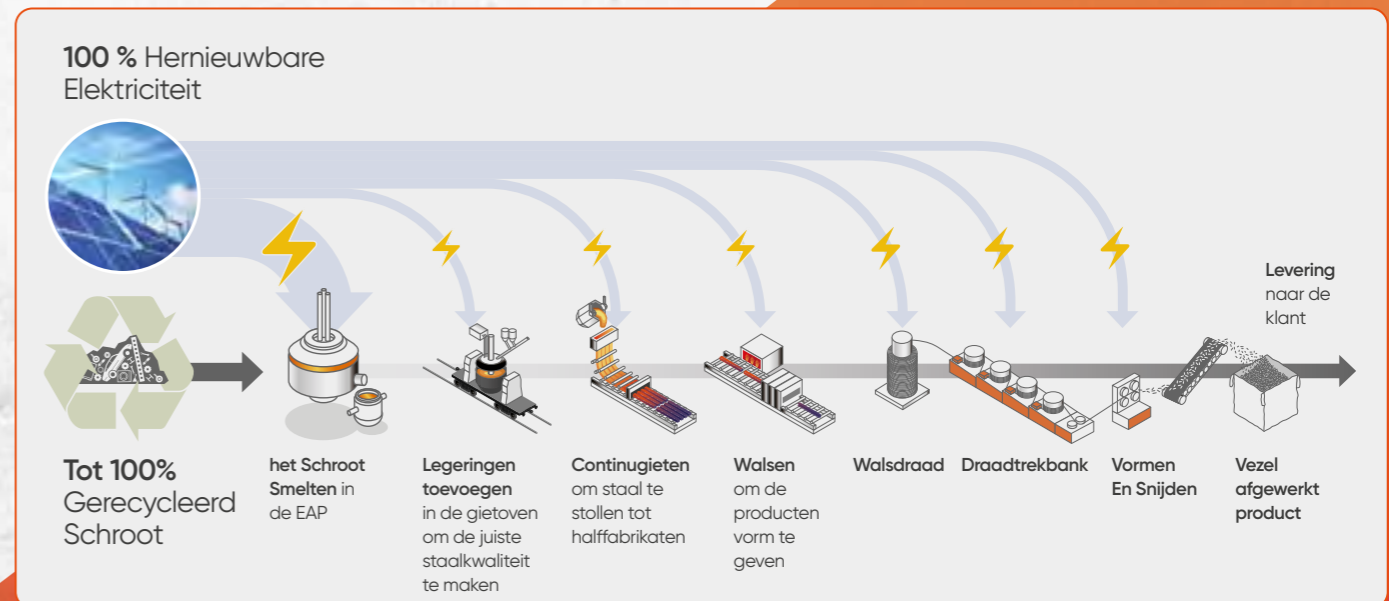 100 % Hernieuwbare
Elektriciteit
Levering
naar de
klant
Tot 100%
Gerecycleerd
Schroot
het Schroot
Smelten in
de EAP
Legeringen
toevoegen
in de gietoven
om de juiste
staalkwaliteit
te maken
Continugieten
om staal te
stollen tot
halffabrikaten
Walsen
om de
producten
vorm te
geven
Walsdraad
Draadtrekbank
Vormen
En Snijden
Vezel
afgewerkt
product